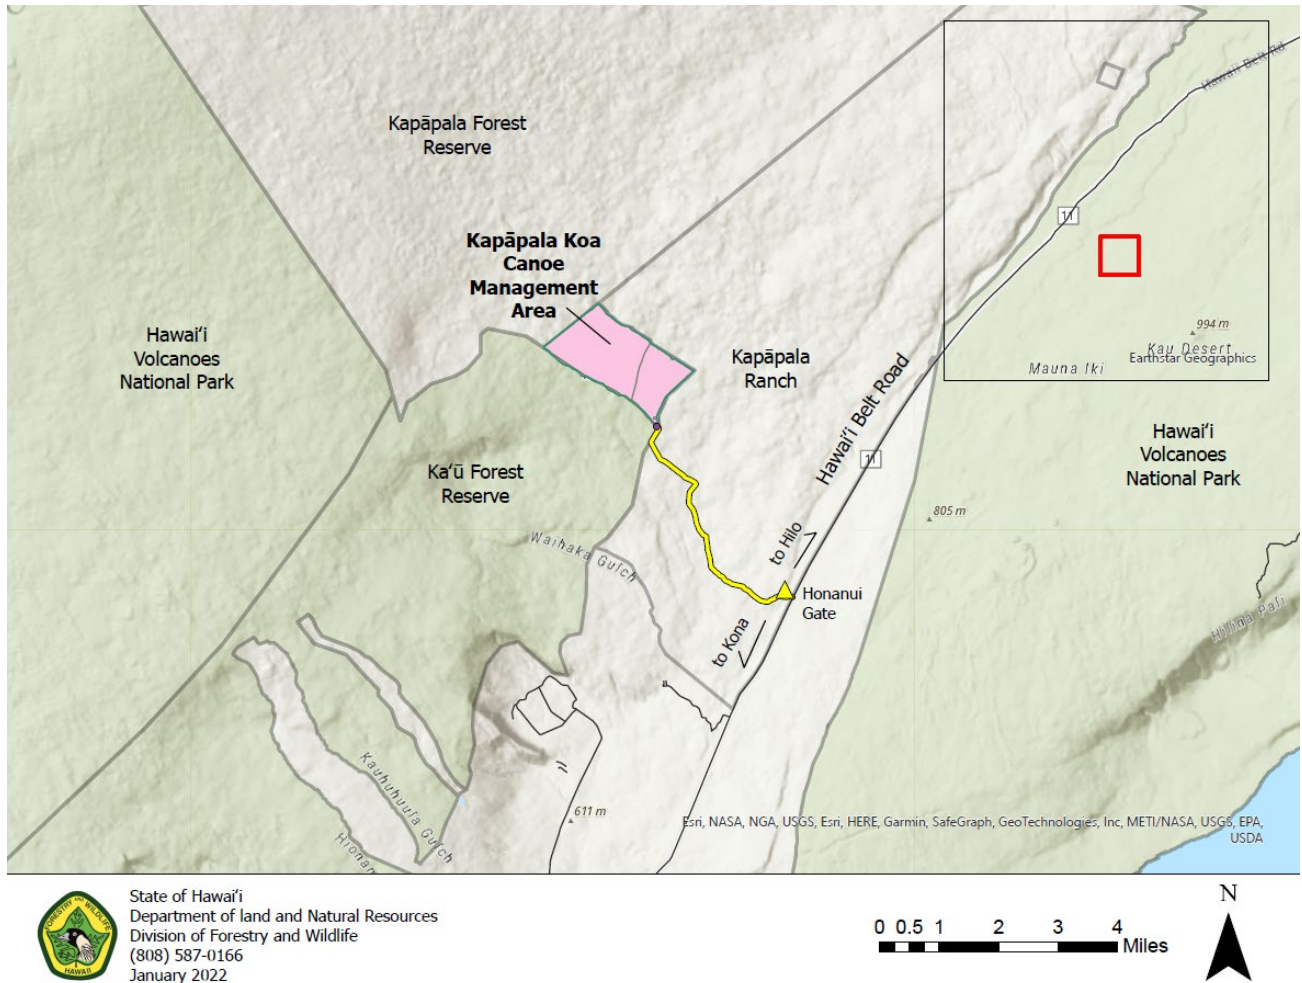 Kapāpala Forest
Reserve
Hawai'i Belt Rd
11
Kapāpala Koa
Canoe
Management
Area
Hawai‘i
Volcanoes
National Park
Kapāpala
Ranch
994 m
Kau Desert
Earthstar Geographics
Mauna Iki
Hawai‘i Belt Road
11
Hawai‘i
Volcanoes
National Park
Ka‘ū Forest
Reserve
805 m
Waihaka Gulch
to Hilo
Honanui
Gate
to Kona
Hilina Pali
Kauhuhuula Gulch
611 m
Esri, NASA, NGA, USGS, Esri, HERE, Garmin, SafeGraph, GeoTechnologies, Inc, METI/NASA, USGS, EPA,
USDA
FORESTRY AND WILDLIFE
HAWAII
State of Hawai‘i
Department of land and Natural Resources
Division of Forestry and Wildlife
(808) 587-0166
January 2022
0 0.5 1 2 3 4
Miles
N